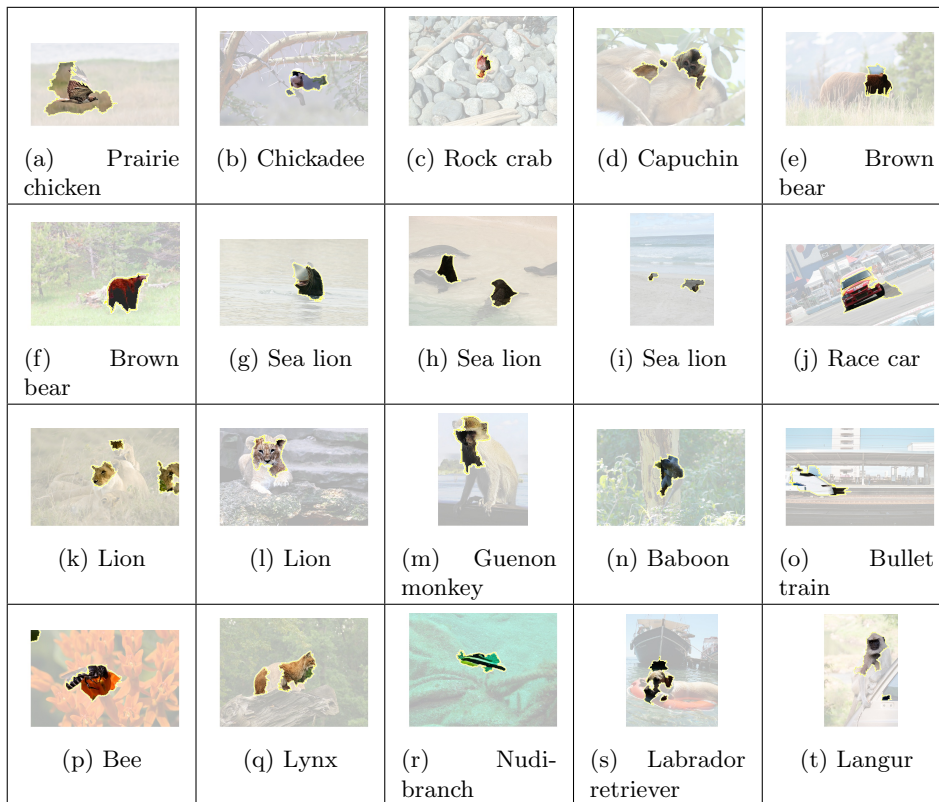 (a) Prairie
chicken
(b) Chickadee
(c) Rock crab
(d) Capuchin
(e) Brown
bear
(f) Brown
bear
(g) Sea lion
(h) Sea lion
(i) Sea lion
(j) Race car
(k) Lion
(l) Lion
(m) Guenon
monkey
(n) Baboon
(o) Bullet
train
(p) Bee
(q) Lynx
(r) Nudi-
branch
(s) Labrador
retriever
(t) Langur